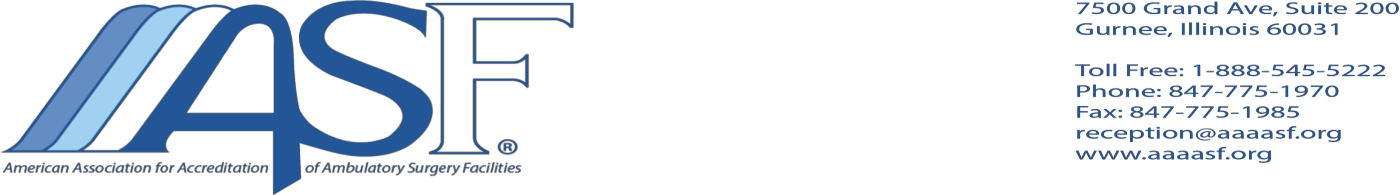 AASF®
American Association for Accreditation of Ambulatory Surgery Facilities
7500 Grand Ave, Suite 200
Gurnee, Illinois 60031
Toll Free: 1-888-545-5222
Phone: 847-775-1970
Fax: 847-775-1985
reception@aaaasf.org
www.aaaasf.org